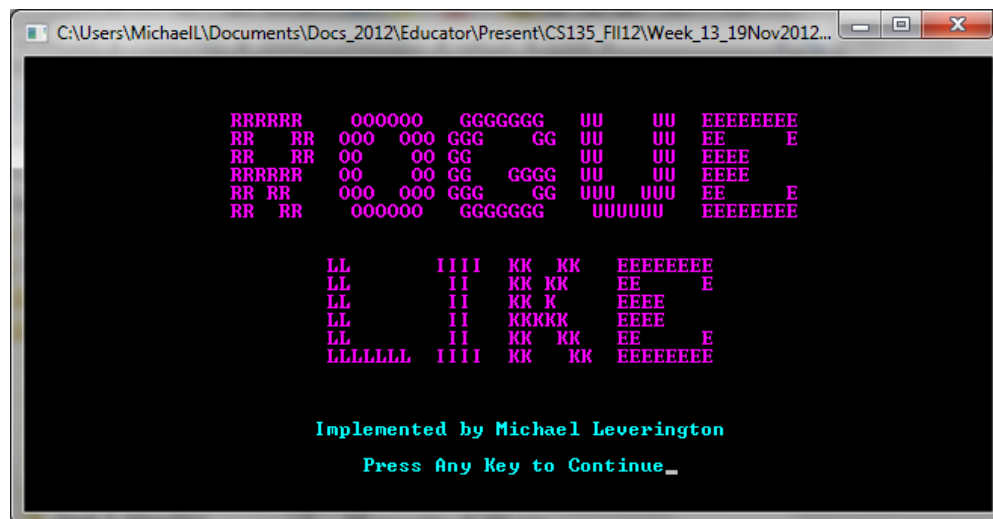 C:\Users\MichaelL\Documents\Docs_2012\Educator\Present\CS135_Fll12\Week_13_19Nov2012...
RRRRRR    OOOOOO   GGGGGGG   UU    UU  EEEEEEEE
RR   RR  OOO  OOO GGG    GG  UU    UU  EE     E
RR   RR  OO    OO GG         UU    UU  EEEE
RRRRRR   OO    OO GG   GGGG  UU    UU  EEEE
RR RR    OOO  OOO GGG    GG  UUU  UUU  EE     E
RR  RR    OOOOOO   GGGGGGG    UUUUUU   EEEEEEEE
LL       IIII  KK  KK   EEEEEEEE
LL        II   KK KK    EE     E
LL        II   KK K     EEEE
LL        II   KKKKK    EEEE
LL        II   KK  KK   EE     E
LLLLLLL  IIII  KK   KK  EEEEEEEE
Implemented by Michael Leverington
Press Any Key to Continue_